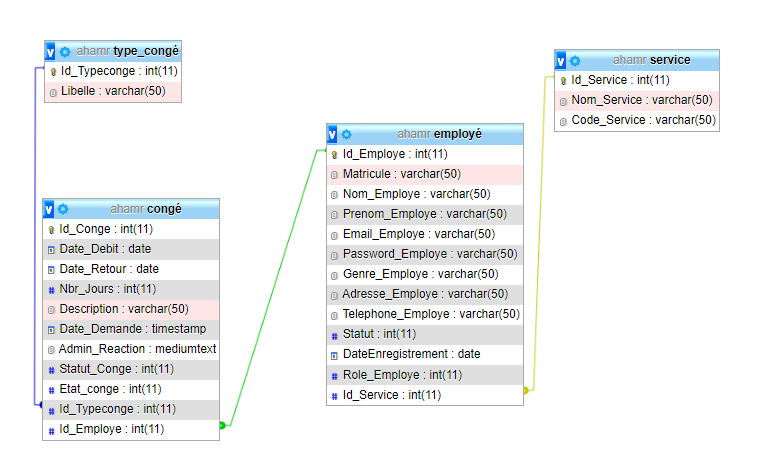 ahamr type_congé
Id_Typeconge : int(11)
Libelle : varchar(50)
ahamr service
Id_Service : int(11)
Nom_Service : varchar(50)
Code_Service : varchar(50)
ahamr employé
Id_Employe : int(11)
Matricule : varchar(50)
Nom_Employe : varchar(50)
Prenom_Employe : varchar(50)
Email_Employe : varchar(50)
Password_Employe : varchar(50)
Genre_Employe : varchar(50)
Adresse_Employe : varchar(50)
Telephone_Employe : varchar(50)
Statut : int(11)
DateEnregistrement : date
Role_Employe : int(11)
Id_Service : int(11)
ahamr congé
Id_Conge : int(11)
Date_Debit : date
Date_Retour : date
Nbr_Jours : int(11)
Description : varchar(50)
Date_Demande : timestamp
Admin_Reaction : mediumtext
Statut_Conge : int(11)
Etat_conge : int(11)
Id_Typeconge : int(11)
Id_Employe : int(11)